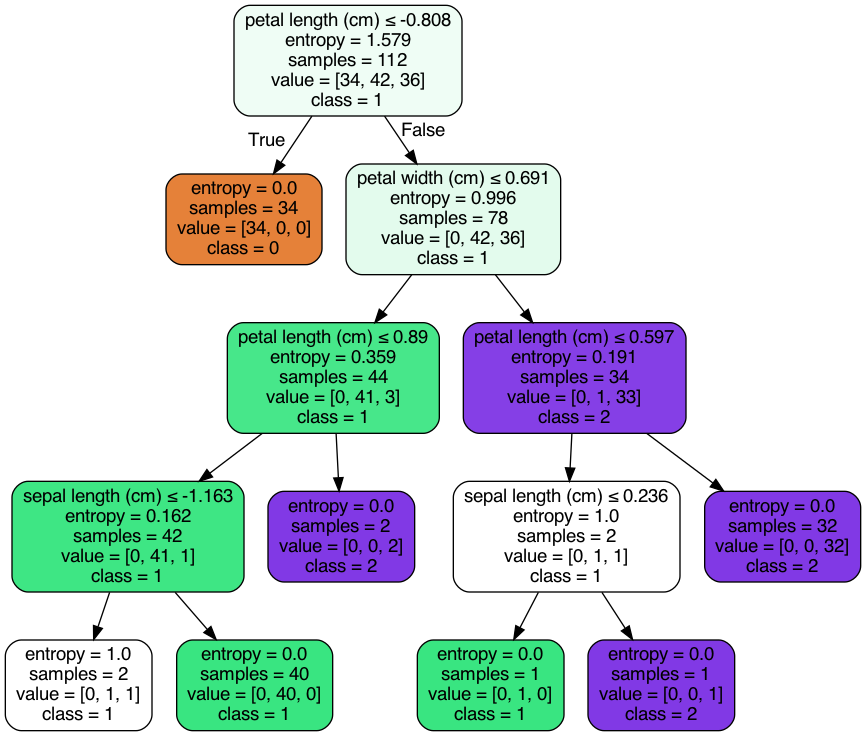 petal length (cm) ≤ -0.808
entropy = 1.579
samples = 112
value = [34, 42, 36]
class = 1
True
False
entropy = 0.0
samples = 34
value = [34, 0, 0]
class = 0
petal width (cm) ≤ 0.691
entropy = 0.996
samples = 78
value = [0, 42, 36]
class = 1
petal length (cm) ≤ 0.89
entropy = 0.359
samples = 44
value = [0, 41, 3]
class = 1
petal length (cm) ≤ 0.597
entropy = 0.191
samples = 34
value = [0, 1, 33]
class = 2
sepal length (cm) ≤ -1.163
entropy = 0.162
samples = 42
value = [0, 41, 1]
class = 1
entropy = 0.0
samples = 2
value = [0, 0, 2]
class = 2
sepal length (cm) ≤ 0.236
entropy = 1.0
samples = 2
value = [0, 1, 1]
class = 1
entropy = 0.0
samples = 32
value = [0, 0, 32]
class = 2
entropy = 1.0
samples = 2
value = [0, 1, 1]
class = 1
entropy = 0.0
samples = 40
value = [0, 40, 0]
class = 1
entropy = 0.0
samples = 1
value = [0, 1, 0]
class = 1
entropy = 0.0
samples = 1
value = [0, 0, 1]
class = 2